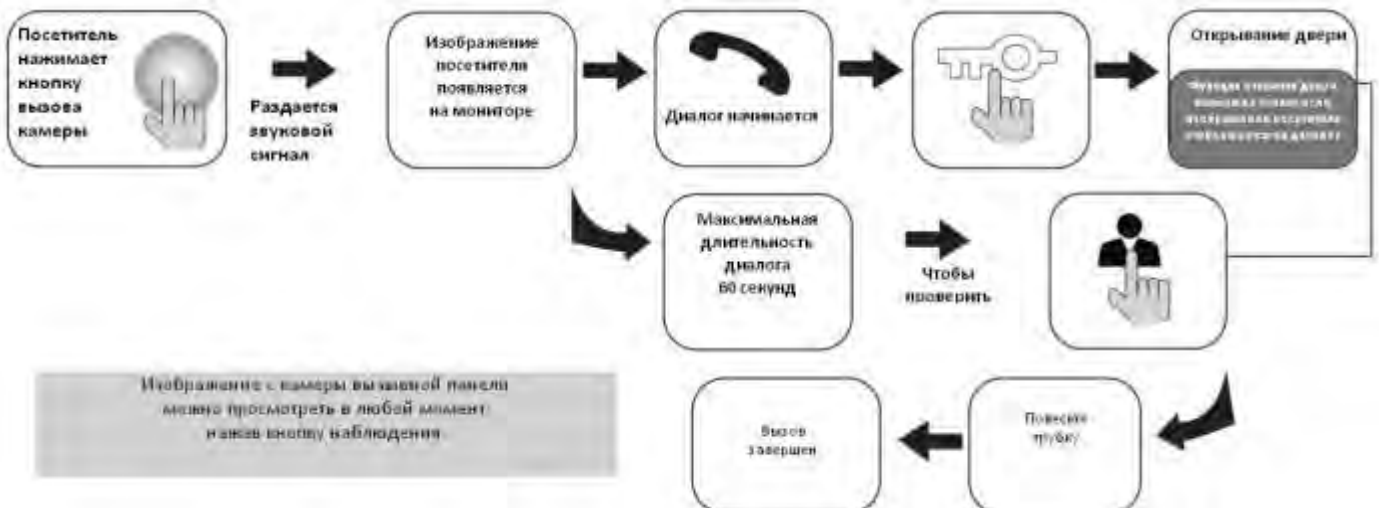 Посетитель
нажимает
кнопку
вызова
камеры
Раздается
звуковой
сигнал
Изображение
посетителя
появляется
на мониторе
Диалог начинается
Открывание двери
Максимальная
длительность
диалога
60 секунд
Чтобы
проверить
Изображение с камеры вызывной панели
можно просмотреть в любой момент
нажав кнопку наблюдения
Вызов
завершен
трубку